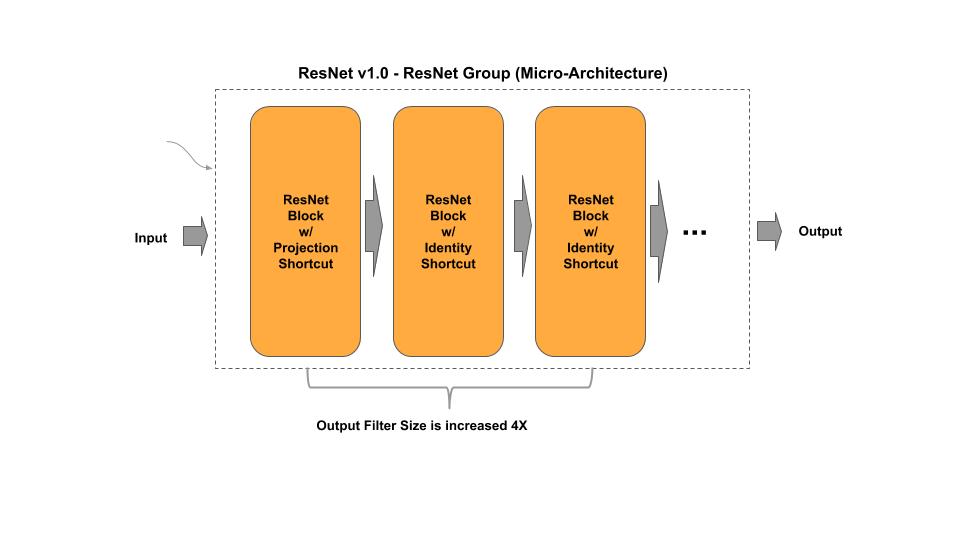 ResNet v1.0 - ResNet Group (Micro-Architecture)
ResNet
Block
w/
Projection
Shortcut
ResNet
Block
w/
Identity
Shortcut
ResNet
Block
w/
Identity
Shortcut
...
Input
Output
Output Filter Size is increased 4X